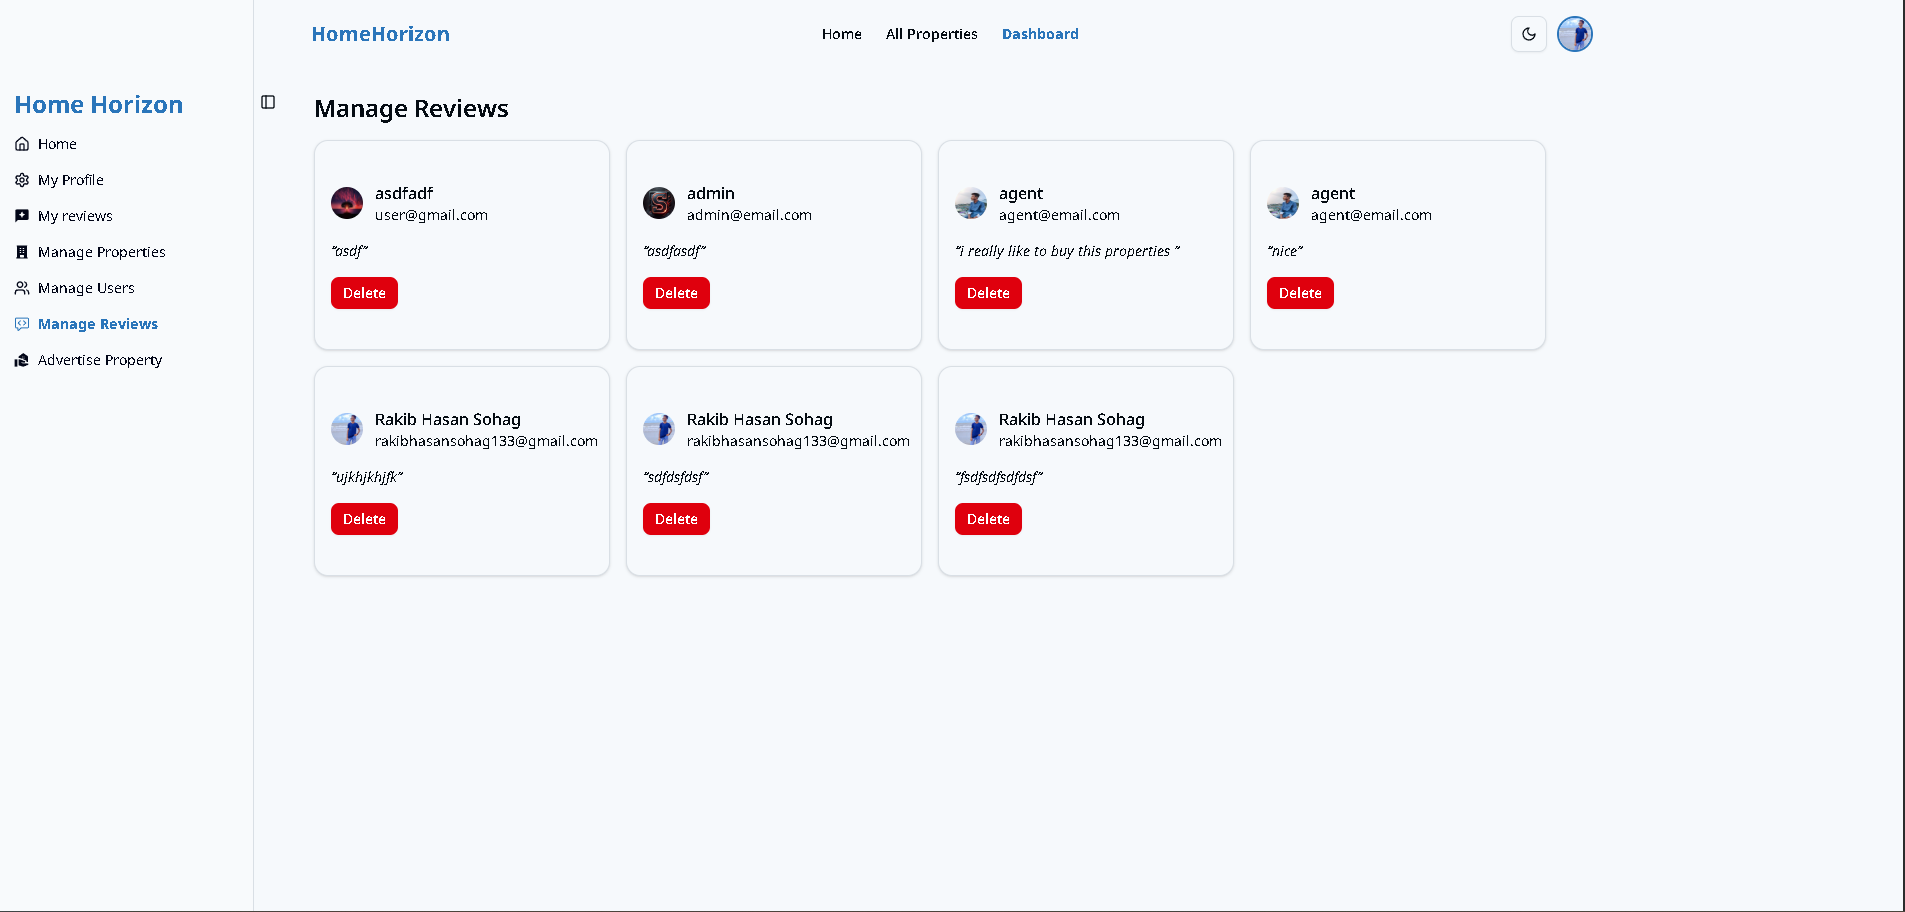 HomeHorizon
Home
All Properties
Dashboard
Home Horizon
Home
My Profile
My reviews
Manage Properties
Manage Users
Manage Reviews
Advertise Property
Manage Reviews
asdfadf
user@gmail.com
“asdf”
Delete
admin
admin@email.com
“asdfasdf”
Delete
agent
agent@email.com
“i really like to buy this properties ”
Delete
agent
agent@email.com
“nice”
Delete
Rakib Hasan Sohag
rakibhasansohag133@gmail.com
“ujkhjkhjfk”
Delete
Rakib Hasan Sohag
rakibhasansohag133@gmail.com
“sdfdsfdsf”
Delete
Rakib Hasan Sohag
rakibhasansohag133@gmail.com
“fsdfsdfsdfdsf”
Delete